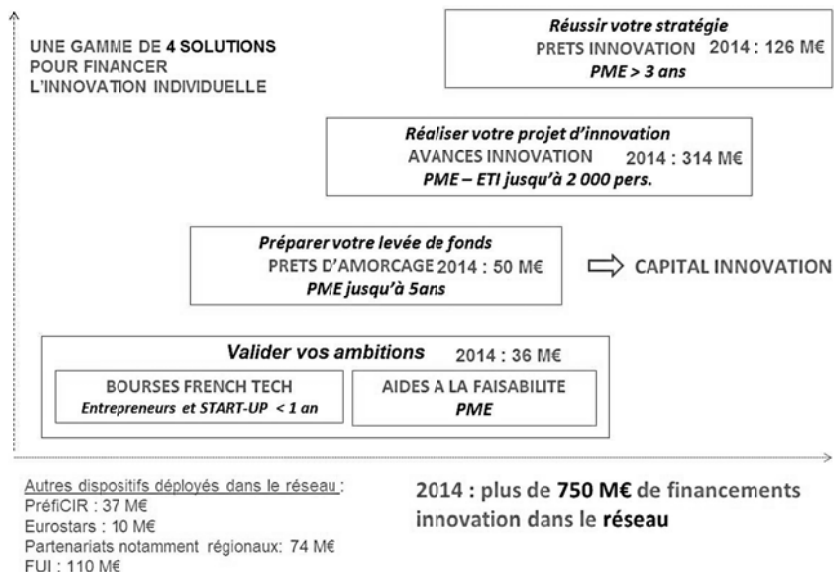 UNE GAMME DE 4 SOLUTIONS
POUR FINANCER
L'INNOVATION INDIVIDUELLE
Réussir votre stratégie
PRETS INNOVATION 2014 : 126 M€
PME > 3 ans
Réaliser votre projet d'innovation
AVANCES INNOVATION 2014 : 314 M€
PME – ETI jusqu'à 2 000 pers.
Préparer votre levée de fonds
PRETS D'AMORCAGE 2014 : 50 M€
PME jusqu'à 5ans
CAPITAL INNOVATION
Valider vos ambitions 2014 : 36 M€
BOURSES FRENCH TECH
Entrepreneurs et START-UP < 1 an
AIDES A LA FAISABILITE
PME
Autres dispositifs déployés dans le réseau :
PréfiCIR : 37 M€
Eurostars : 10 M€
Partenariats notamment régionaux: 74 M€
FUI : 110 M€
2014 : plus de 750 M€ de financements
innovation dans le réseau